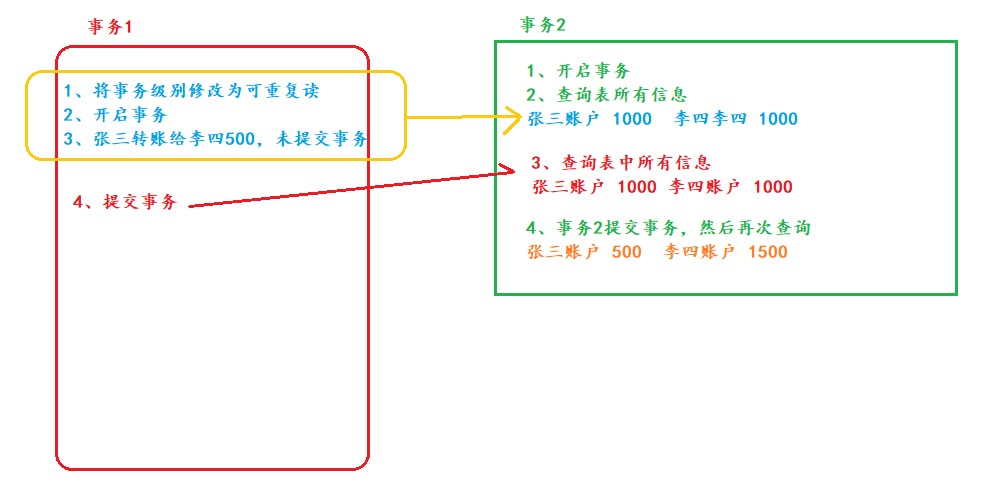 事务1
1、将事务级别修改为可重复读
2、开启事务
3、张三转账给李四500，未提交事务
4、提交事务
事务2
1、开启事务
2、查询表所有信息
张三账户 1000 李四李四 1000
3、查询表中所有信息
张三账户 1000 李四账户 1000
4、事务2提交事务，然后再次查询
张三账户 500 李四账户 1500